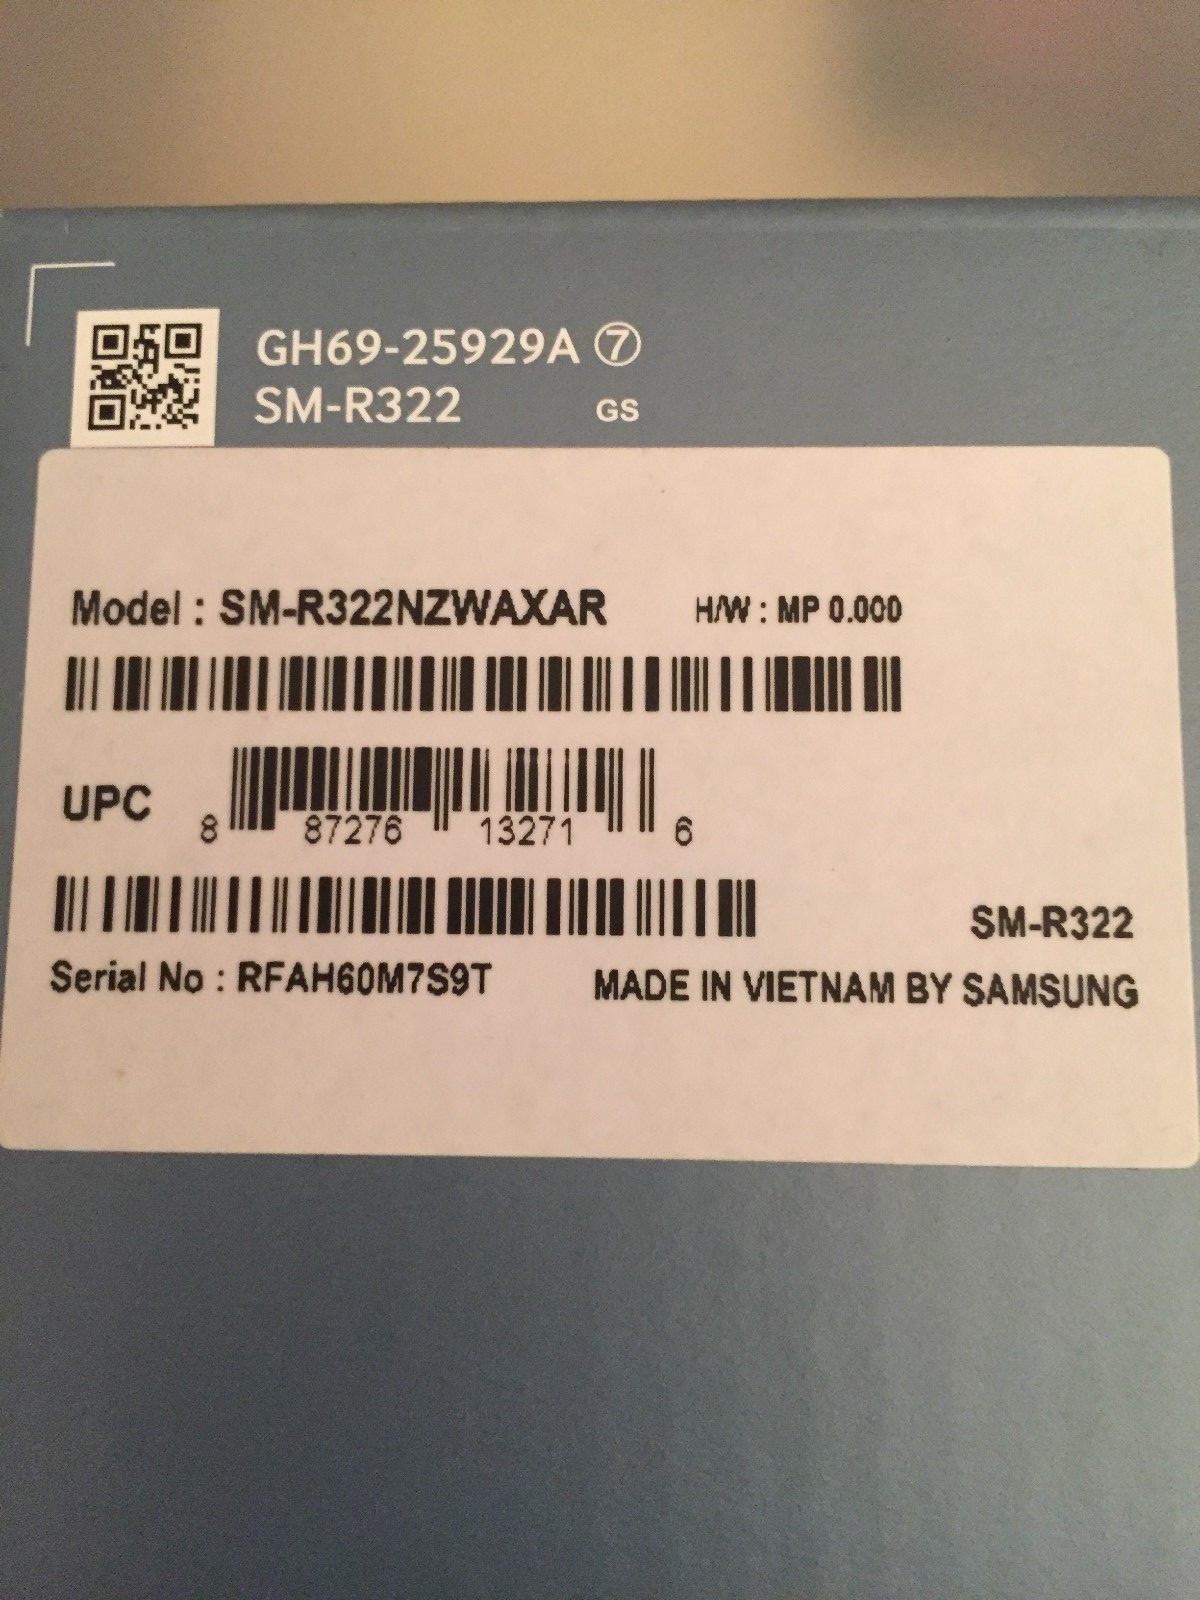 GH69-25929A ⑦
SM-R322 GS
Model : SM-R322NZWAXAR H/W : MP 0.000
UPC 8 87276 13271 6
SM-R322
Serial No : RFAH60M7S9T MADE IN VIETNAM BY SAMSUNG